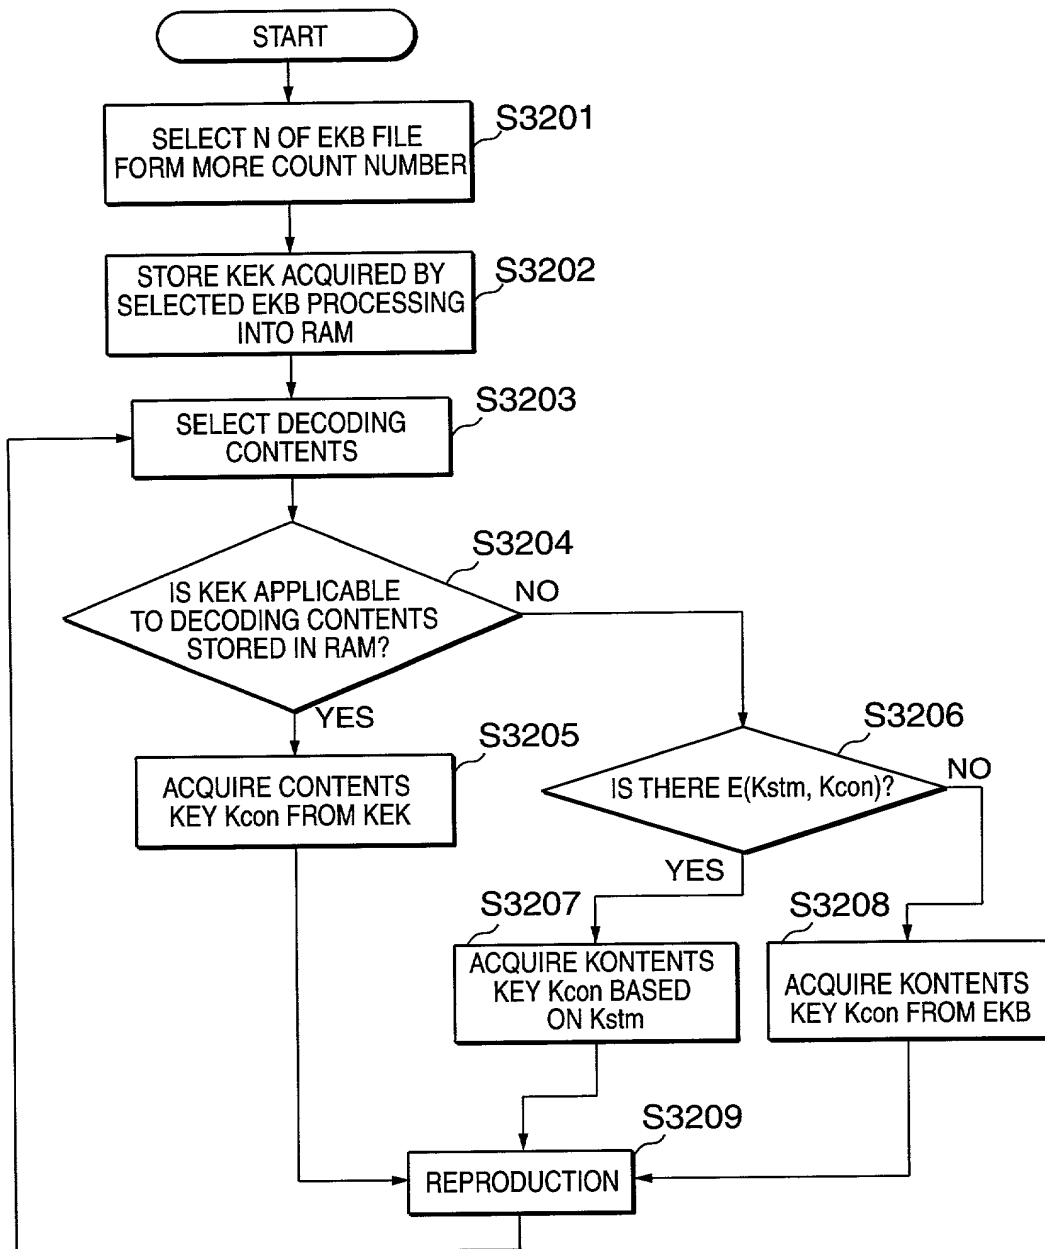 START
SELECT N OF EKB FILE
FORM MORE COUNT NUMBER
S3201
STORE KEK ACQUIRED BY
SELECTED EKB PROCESSING
INTO RAM
S3202
SELECT DECODING
CONTENTS
S3203
IS KEK APPLICABLE
TO DECODING CONTENTS
STORED IN RAM?
S3204
NO
YES
ACQUIRE CONTENTS
KEY Kcon FROM KEK
S3205
IS THERE E(Kstm, Kcon)?
S3206
NO
YES
S3207
ACQUIRE KONTENTS
KEY Kcon BASED
ON Kstm
S3208
ACQUIRE KONTENTS
KEY Kcon FROM EKB
S3209
REPRODUCTION